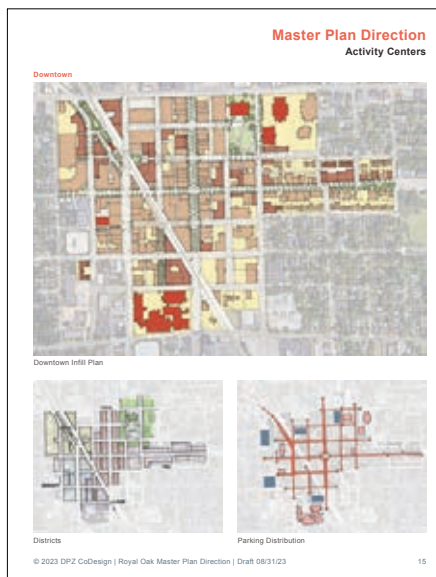 Master Plan Direction
Activity Centers
Downtown
Downtown Infill Plan
Districts
Parking Distribution
© 2023 DPZ CoDesign | Royal Oak Master Plan Direction | Draft 08/31/23
15